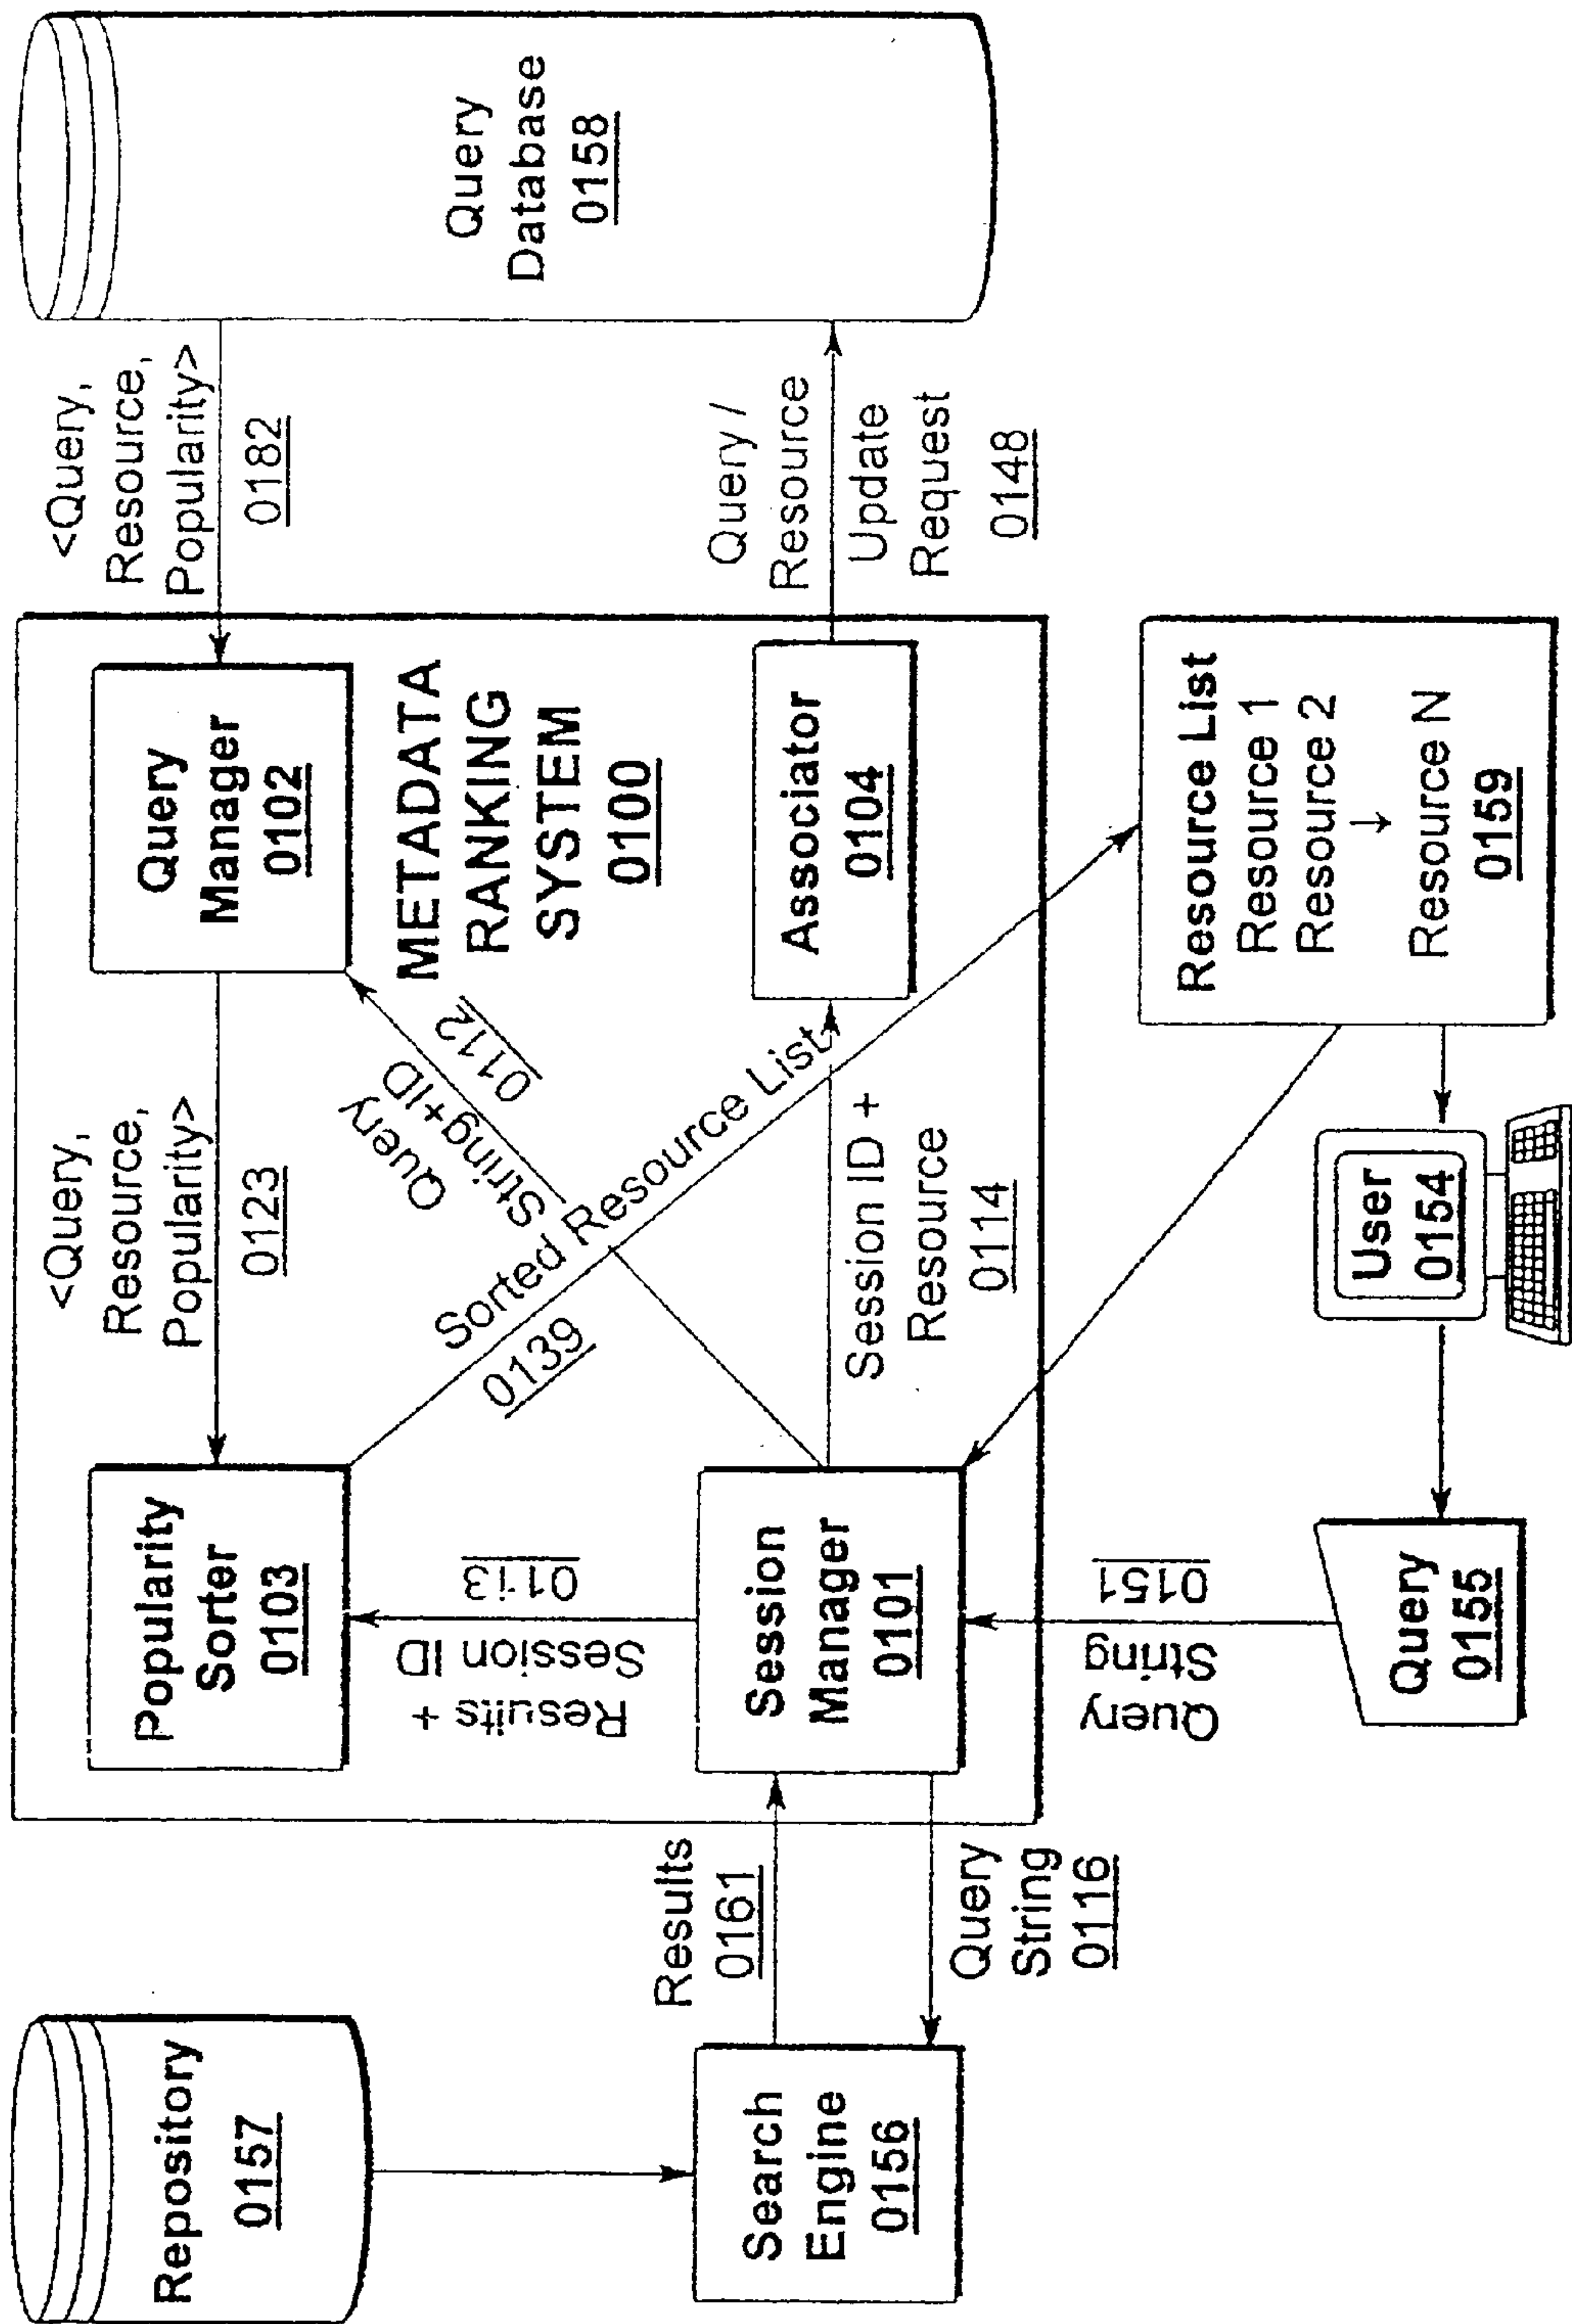 Repository
0157
Search
Engine
0156
Results
0161
Query
String
0116
Popularity
Sorter
0103
Results +
Session ID
0113
Session
Manager
0101
Query
String
0151
Query
0155
<Query,
Resource,
Popularity>
0123
Query
String+ID
0112
Sorted Resource List
0139
Session ID +
Resource
0114
User
0154
Query
Manager
0102
METADATA
RANKING
SYSTEM
0100
Associator
0104
Resource List
Resource 1
Resource 2
↓
Resource N
0159
<Query,
Resource,
Popularity>
0182
Query /
Resource
Update
Request
0148
Query
Database
0158